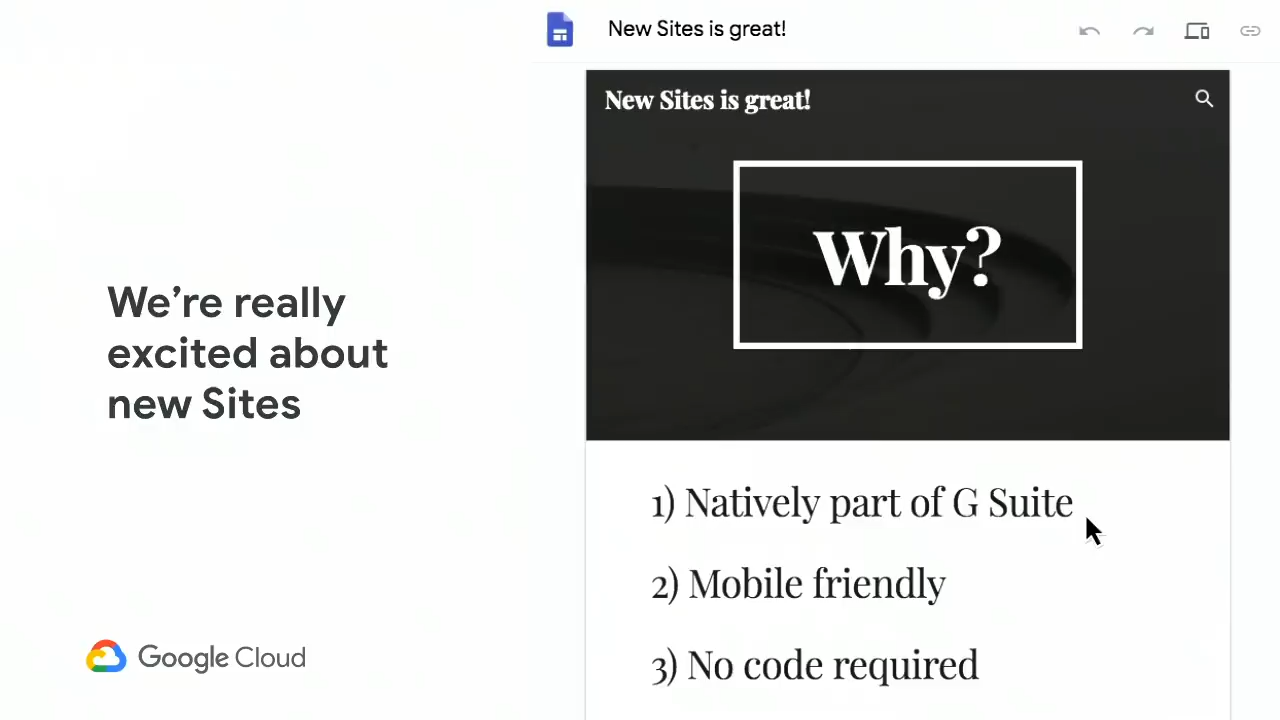 We’re really
excited about
new Sites
Google Cloud
New Sites is great!
New Sites is great!
Why?
1) Natively part of G Suite
2) Mobile friendly
3) No code required